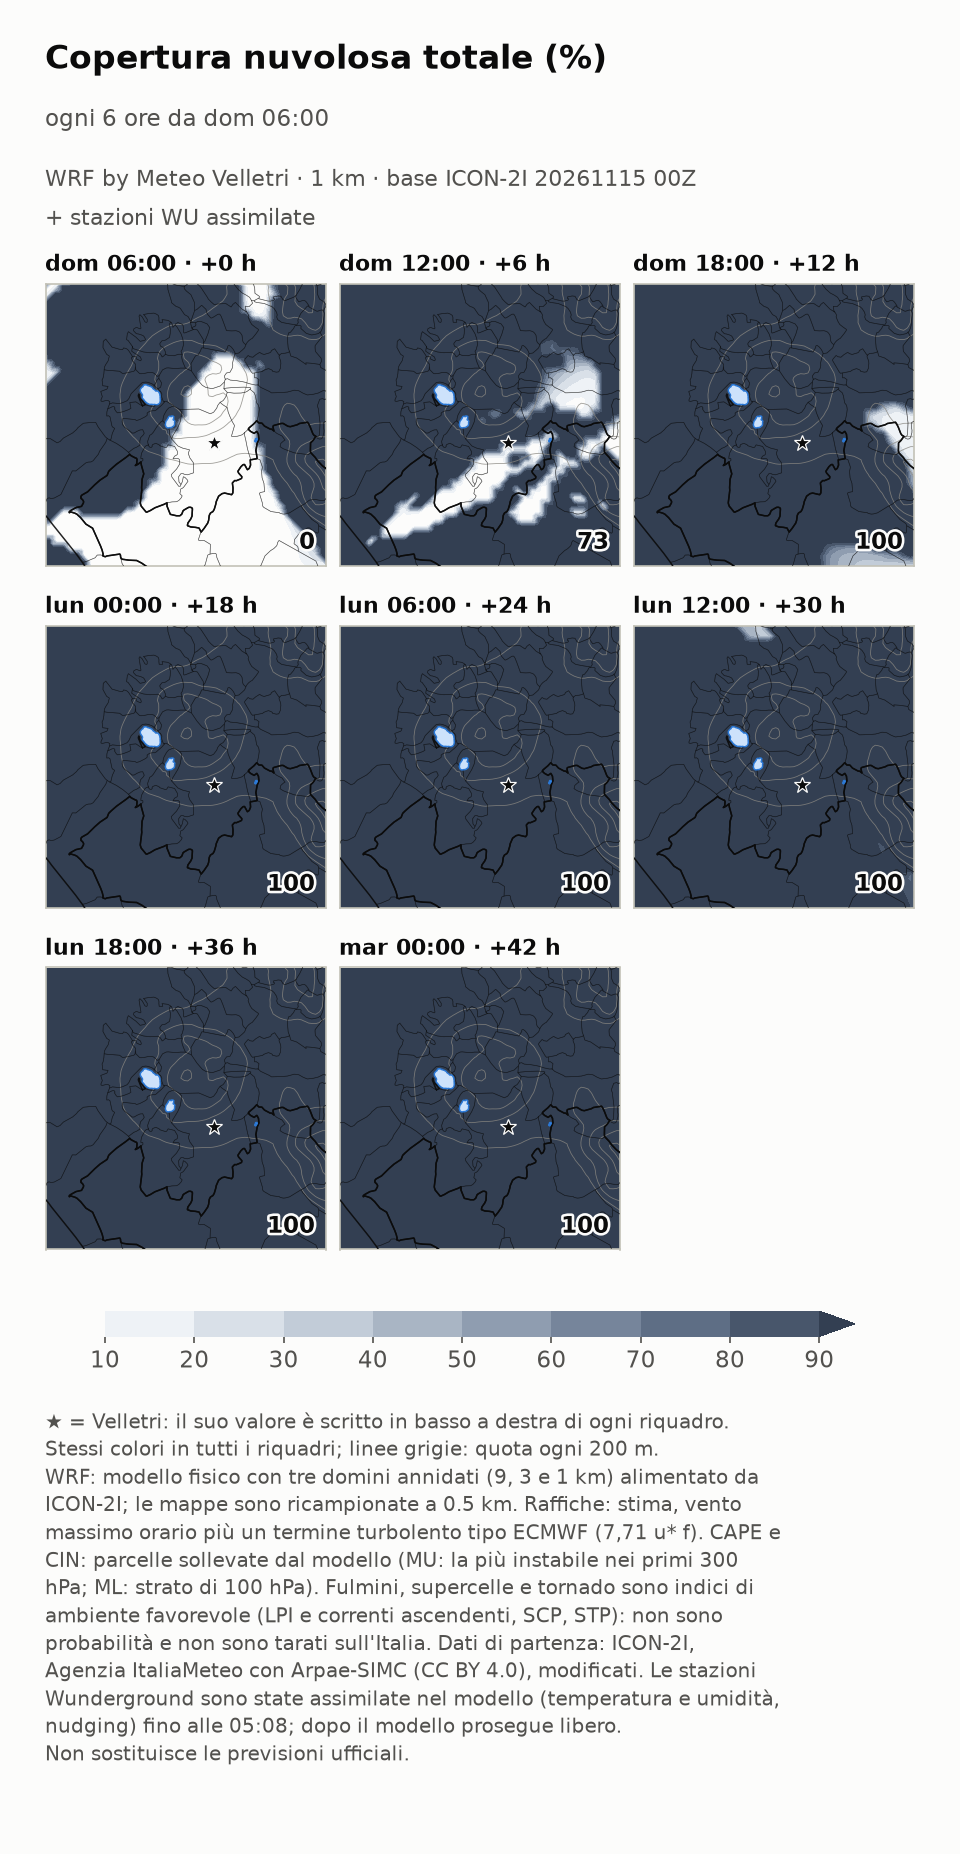 Copertura nuvolosa totale (%)
ogni 6 ore da dom 06:00
WRF by Meteo Velletri · 1 km · base ICON-2I 20261115 00Z
+ stazioni WU assimilate
dom 06:00 · +0 h
dom 12:00 · +6 h
dom 18:00 · +12 h
0
73
100
lun 00:00 · +18 h
lun 06:00 · +24 h
lun 12:00 · +30 h
100
100
100
lun 18:00 · +36 h
mar 00:00 · +42 h
100
100
10 20 30 40 50 60 70 80 90
★ = Velletri: il suo valore è scritto in basso a destra di ogni riquadro.
Stessi colori in tutti i riquadri; linee grigie: quota ogni 200 m.
WRF: modello fisico con tre domini annidati (9, 3 e 1 km) alimentato da
ICON-2I; le mappe sono ricampionate a 0.5 km. Raffiche: stima, vento
massimo orario più un termine turbolento tipo ECMWF (7,71 u* f). CAPE e
CIN: parcelle sollevate dal modello (MU: la più instabile nei primi 300
hPa; ML: strato di 100 hPa). Fulmini, supercelle e tornado sono indici di
ambiente favorevole (LPI e correnti ascendenti, SCP, STP): non sono
probabilità e non sono tarati sull'Italia. Dati di partenza: ICON-2I,
Agenzia ItaliaMeteo con Arpae-SIMC (CC BY 4.0), modificati. Le stazioni
Wunderground sono state assimilate nel modello (temperatura e umidità,
nudging) fino alle 05:08; dopo il modello prosegue libero.
Non sostituisce le previsioni ufficiali.